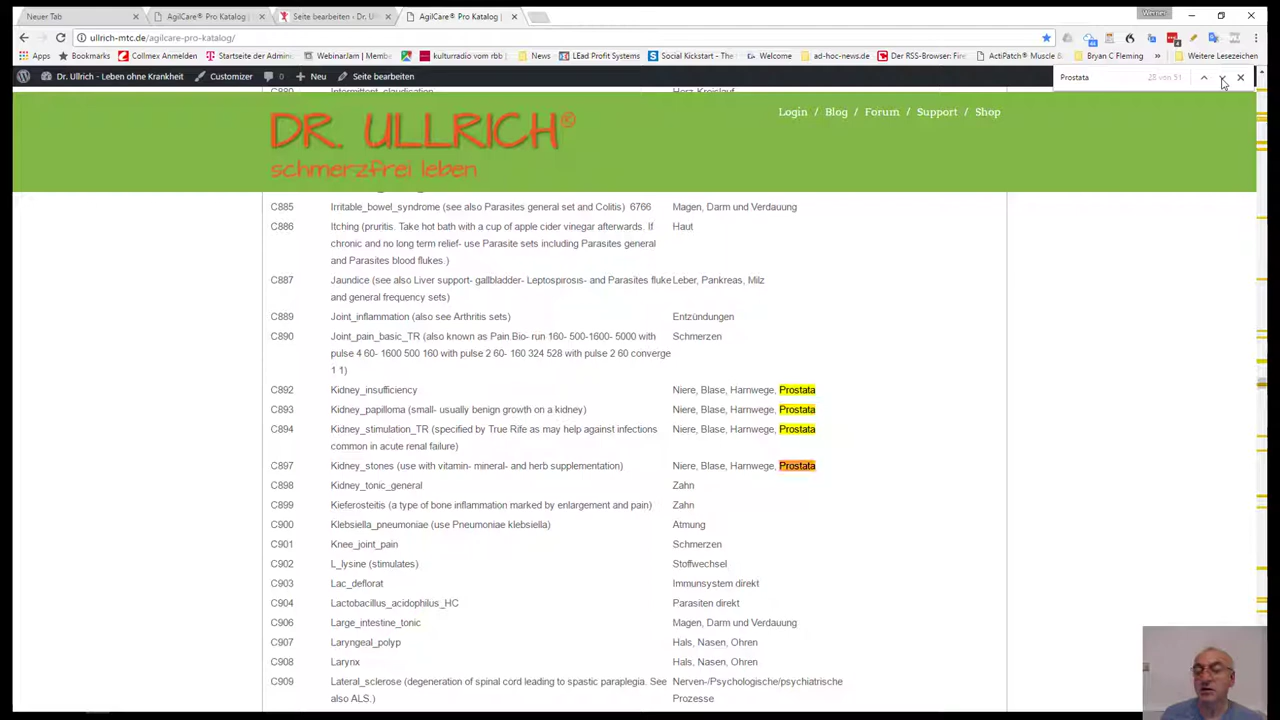 Neuer Tab
AgilCare® Pro Katalog |
Seite bearbeiten ‹ Dr. Ul
AgilCare® Pro Katalog |
Werner
ullrich-mtc.de/agilcare-pro-katalog/
Apps Bookmarks Collmex Anmelden Startseite der Admini WebinarJam | Membe kulturradio vom rbb | News LEad Profit Systems Social Kickstart - The Welcome ad-hoc-news.de Der RSS-Browser: Fire ActiPatch® Muscle & Bryan C Fleming » Weitere Lesezeichen
Dr. Ullrich - Leben ohne Krankheit Customizer 0 Neu Seite bearbeiten
Prostata 28 von 51
C880 Intermittent_claudication Herz-Kreislauf
DR. ULLRICH®
schmerzfrei leben
Login / Blog / Forum / Support / Shop
C885 Irritable_bowel_syndrome (see also Parasites general set and Colitis) 6766 Magen, Darm und Verdauung
C886 Itching (pruritis. Take hot bath with a cup of apple cider vinegar afterwards. If Haut
chronic and no long term relief- use Parasite sets including Parasites general
and Parasites blood flukes.)
C887 Jaundice (see also Liver support- gallbladder- Leptospirosis- and Parasites fluke Leber, Pankreas, Milz
and general frequency sets)
C889 Joint_inflammation (also see Arthritis sets) Entzündungen
C890 Joint_pain_basic_TR (also known as Pain Bio- run 160- 500-1600- 5000 with Schmerzen
pulse 4 60- 1600 500 160 with pulse 2 60- 160 324 528 with pulse 2 60 converge
1 1)
C892 Kidney_insufficiency Niere, Blase, Harnwege, Prostata
C893 Kidney_papilloma (small- usually benign growth on a kidney) Niere, Blase, Harnwege, Prostata
C894 Kidney_stimulation_TR (specified by True Rife as may help against infections Niere, Blase, Harnwege, Prostata
common in acute renal failure)
C897 Kidney_stones (use with vitamin- mineral- and herb supplementation) Niere, Blase, Harnwege, Prostata
C898 Kidney_tonic_general Zahn
C899 Kieferosteitis (a type of bone inflammation marked by enlargement and pain) Zahn
C900 Klebsiella_pneumoniae (use Pneumoniae klebsiella) Atmung
C901 Knee_joint_pain Schmerzen
C902 L_lysine (stimulates) Stoffwechsel
C903 Lac_deflorat Immunsystem direkt
C904 Lactobacillus_acidophilus_HC Parasiten direkt
C906 Large_intestine_tonic Magen, Darm und Verdauung
C907 Laryngeal_polyp Hals, Nasen, Ohren
C908 Larynx Hals, Nasen, Ohren
C909 Lateral_sclerose (degeneration of spinal cord leading to spastic paraplegia. See Nerven-/Psychologische/psychiatrische
also ALS.) Prozesse